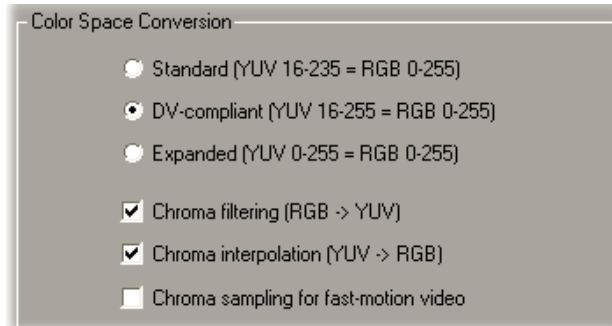 Color Space Conversion
Standard (YUV 16-235 = RGB 0-255)
DV-compliant (YUV 16-255 = RGB 0-255)
Expanded (YUV 0-255 = RGB 0-255)
Chroma filtering (RGB -> YUV)
Chroma interpolation (YUV -> RGB)
Chroma sampling for fast-motion video